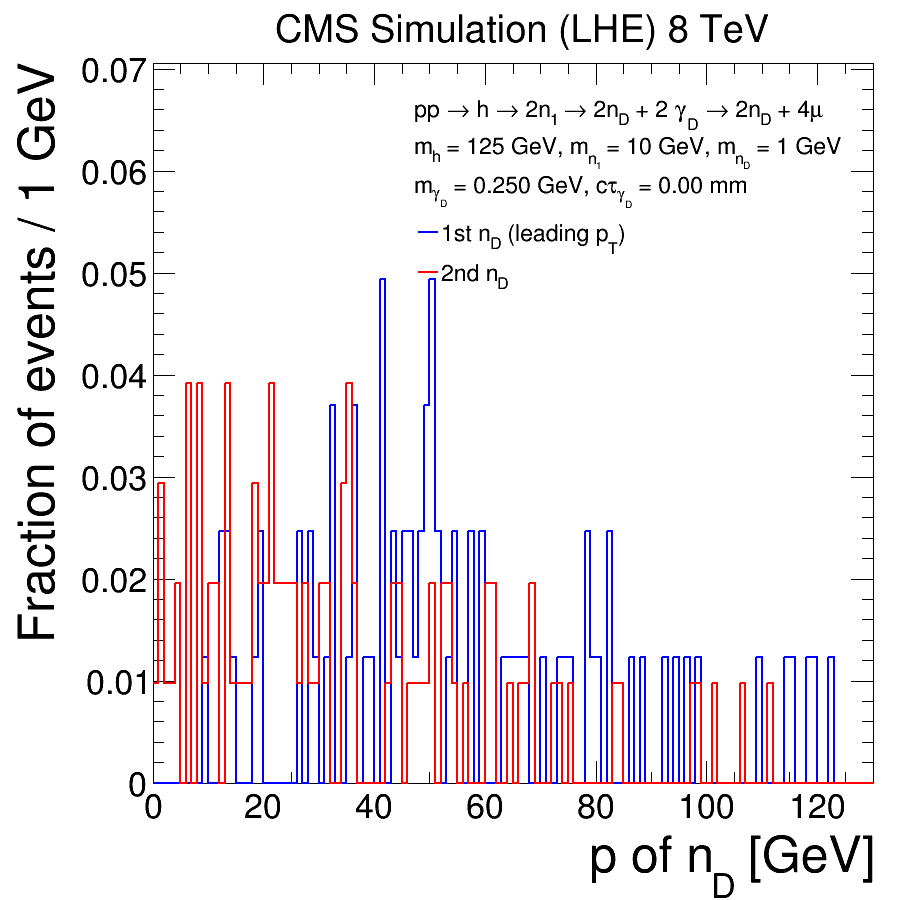 CMS Simulation (LHE) 8 TeV
Fraction of events / 1 GeV
0.07
0.06
0.05
0.04
0.03
0.02
0.01
0
pp → h → 2n1 → 2nD + 2 γD → 2nD + 4μ
mh = 125 GeV, mn1 = 10 GeV, mnD = 1 GeV
mγD = 0.250 GeV, cτγD = 0.00 mm
1st nD (leading pT)
2nd nD
0 20 40 60 80 100 120
p of nD [GeV]